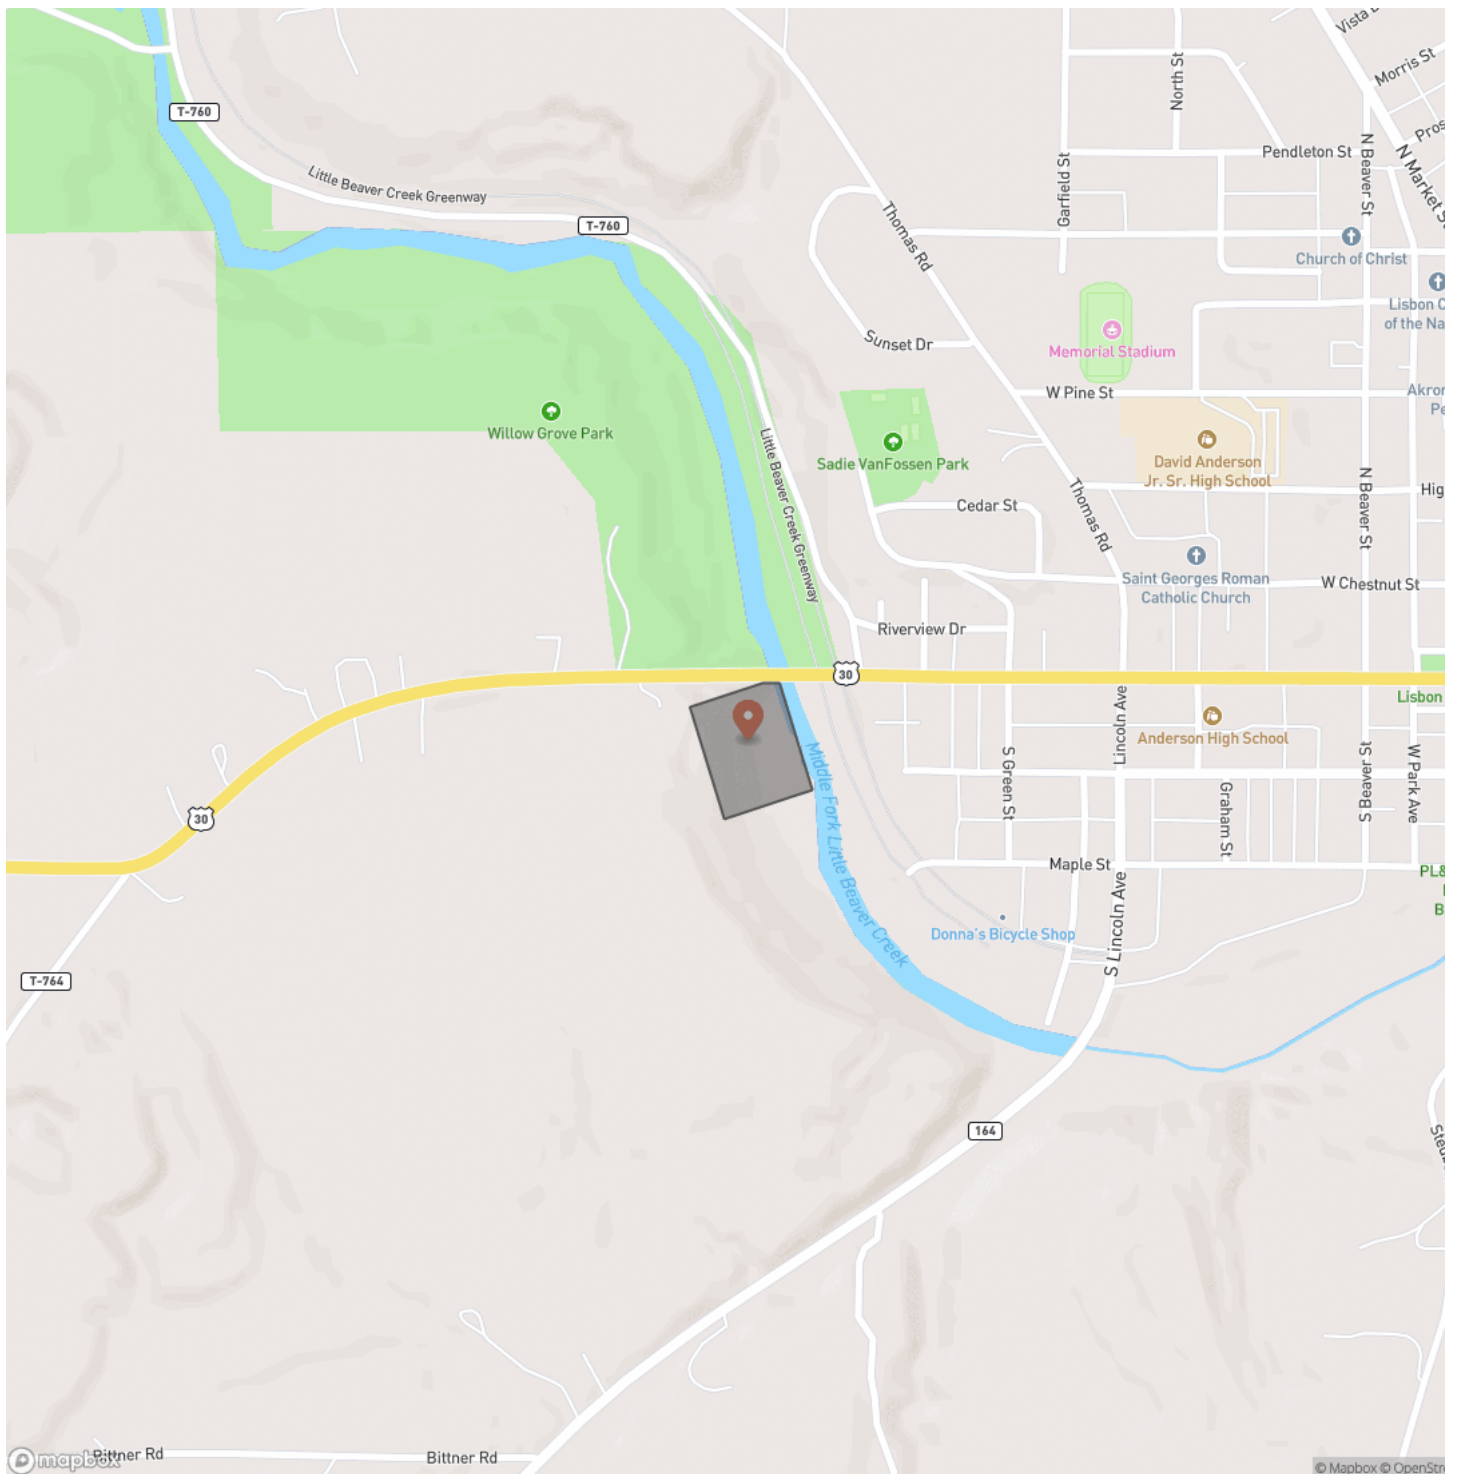 Vista
Morris St
North St
T-760
Pendleton St
N Beaver St
N Market St
Little Beaver Creek Greenway
Garfield St
T-760
Thomas Rd
Church of Christ
Lisbon
of the
Sunset Dr
Memorial Stadium
W Pine St
Willow Grove Park
Sadie VanFossen Park
David Anderson
Jr. Sr. High School
Little Beaver Creek Greenway
Cedar St
Thomas Rd
N Beaver St
Saint Georges Roman
Catholic Church
W Chestnut St
Riverview Dr
30
Lisbon
Lincoln Ave
Anderson High School
Middle Fork Little Beaver Creek
S Green St
Graham St
S Beaver St
W Park Ave
30
Maple St
PL&
B
Donna's Bicycle Shop
S Lincoln Ave
T-764
164
Bittner Rd
Bittner Rd
mapbox
© Mapbox © OpenStre